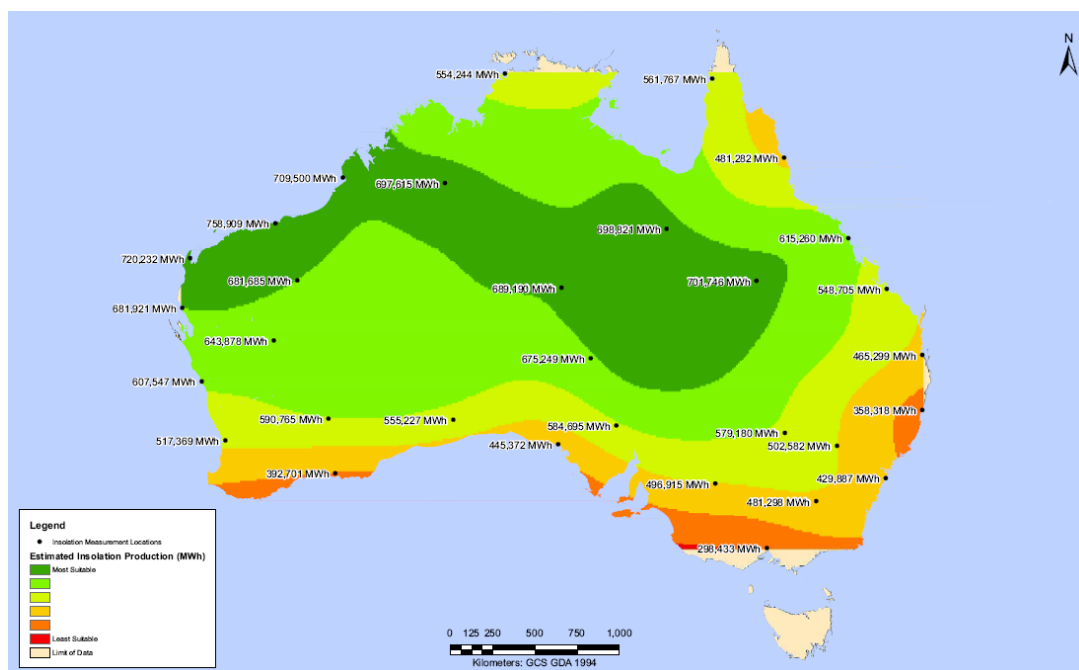 N
554,244 MWh
561,767 MWh
481,282 MWh
709,500 MWh
697,615 MWh
758,909 MWh
698,821 MWh
615,260 MWh
720,232 MWh
681,685 MWh
689,190 MWh
701,746 MWh
548,705 MWh
681,921 MWh
643,878 MWh
675,249 MWh
465,299 MWh
607,547 MWh
358,318 MWh
590,765 MWh
555,227 MWh
584,695 MWh
579,180 MWh
517,369 MWh
445,372 MWh
502,582 MWh
392,701 MWh
496,915 MWh
429,887 MWh
481,298 MWh
298,433 MWh
Legend
Insolation Measurement Locations
Estimated Insolation Production (MWh)
Most Suitable
Least Suitable
Limit of Data
0 125 250 500 750 1,000
Kilometers: GCS GDA 1994